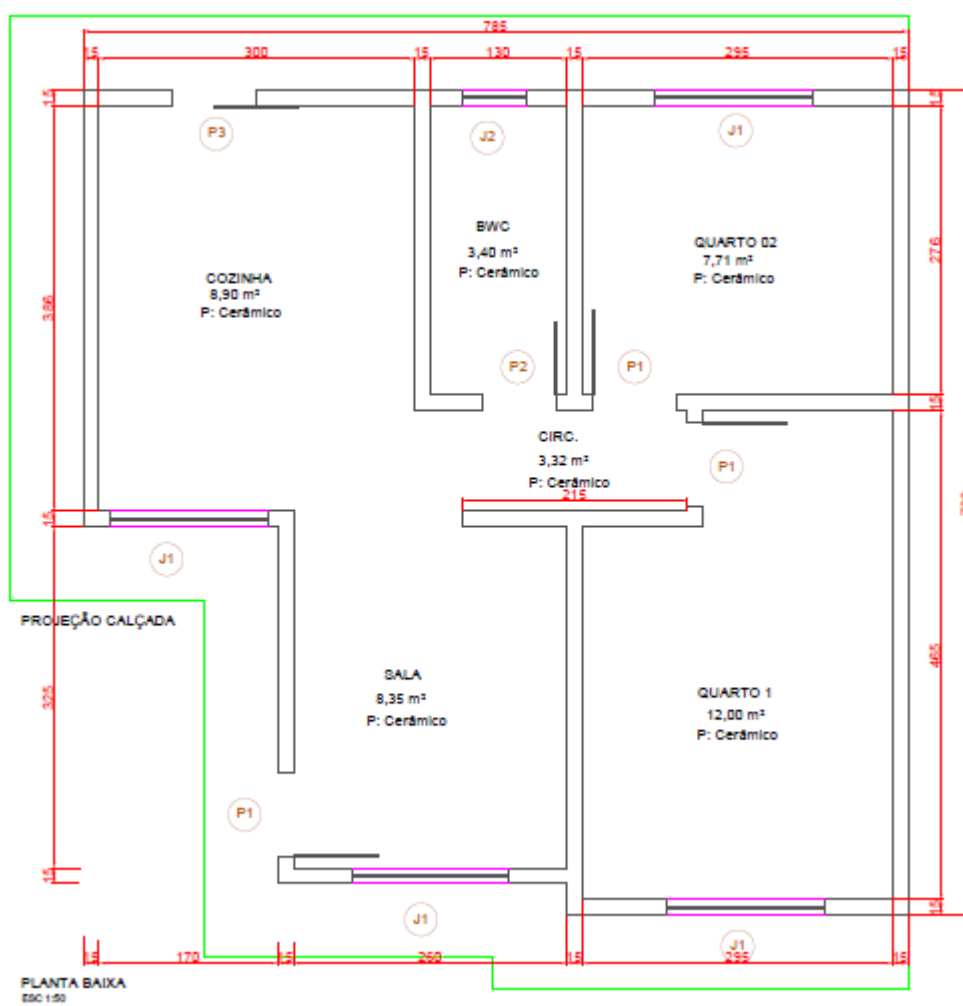 785
15 300 15 130 15 295 15
15
15
P3
J2
J1
BWC
3,40 m²
P: Cerâmico
QUARTO 02
7,71 m²
P: Cerâmico
276
COZINHA
8,90 m²
P: Cerâmico
386
P2
P1
15
CIRC.
3,32 m²
P: Cerâmico
P1
215
15
J1
PROJEÇÃO CALÇADA
325
SALA
8,35 m²
P: Cerâmico
QUARTO 1
12,00 m²
P: Cerâmico
465
P1
15
15
J1
J1
15 170 15 260 15 295 15
PLANTA BAIXA
ESC 1:50